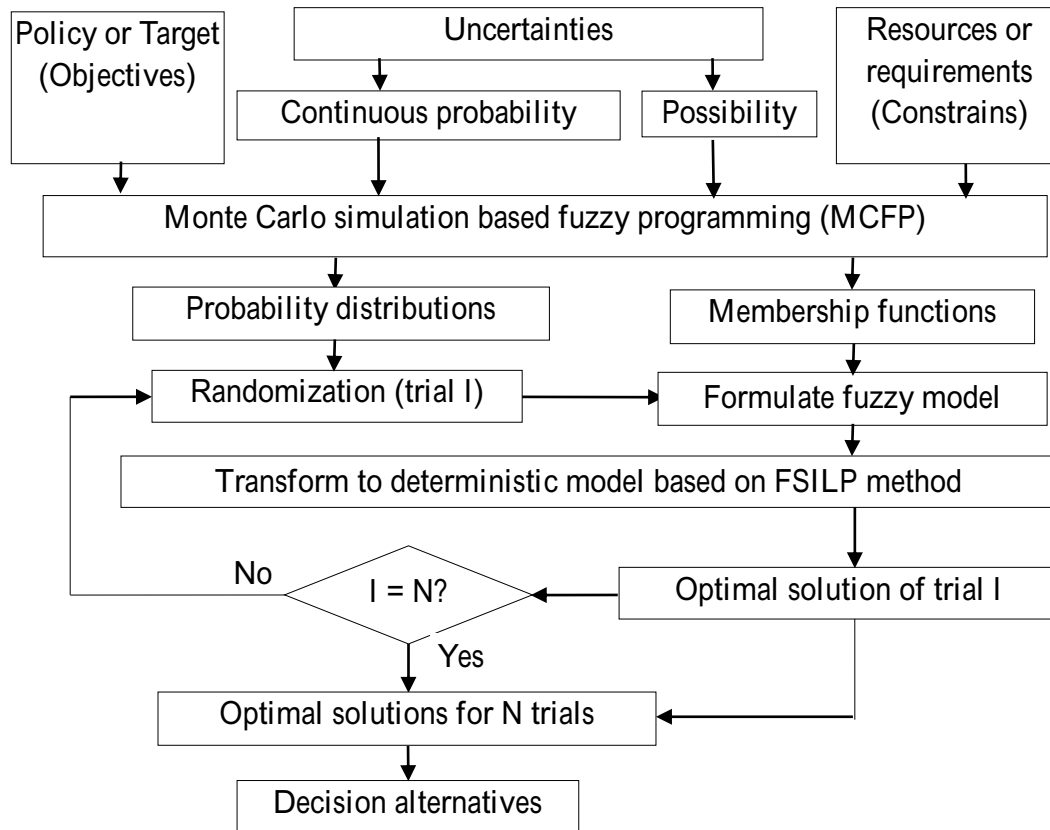 Policy or Target
(Objectives)
Uncertainties
Resources or
requirements
(Constrains)
Continuous probability
Possibility
Monte Carlo simulation based fuzzy programming (MCFP)
Probability distributions
Membership functions
Randomization (trial I)
Formulate fuzzy model
Transform to deterministic model based on FSILP method
No
I = N?
Optimal solution of trial I
Yes
Optimal solutions for N trials
Decision alternatives